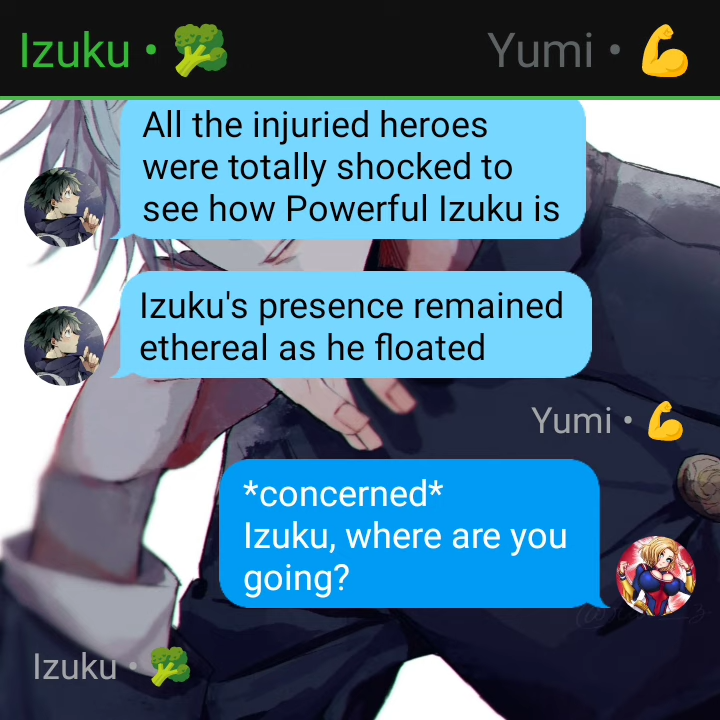 Izuku • 🥦
Yumi • 💪
All the injuried heroes
were totally shocked to
see how Powerful Izuku is
Izuku's presence remained
ethereal as he floated
Yumi • 💪
*concerned*
Izuku, where are you
going?
Izuku • 🥦